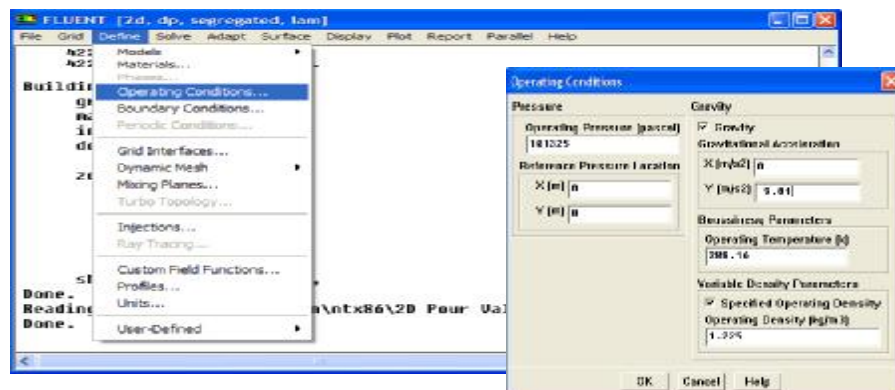 FLUENT [2d, dp, segregated, lam]
File Grid Define Solve Adapt Surface Display Plot Report Parallel Help
Models
Materials...
Phases...
Operating Conditions...
Boundary Conditions...
Periodic Conditions...
Grid Interfaces...
Dynamic Mesh
Mixing Planes...
Turbo Topology...
Injections...
Ray Tracing...
Custom Field Functions...
Profiles...
Units...
User-Defined
Done.
Done.
Operating Conditions
Pressure
Operating Pressure (pascal)
101325
Reference Pressure Location
X (m) 0
Y (m) 0
Gravity
Gravity
Gravitational Acceleration
X (m/s2) 0
Y (m/s2)
Boussinesq Parameters
Operating Temperature (k)
Variable Density Parameters
Specified Operating Density
Operating Density (kg/m3)
1.225
OK Cancel Help